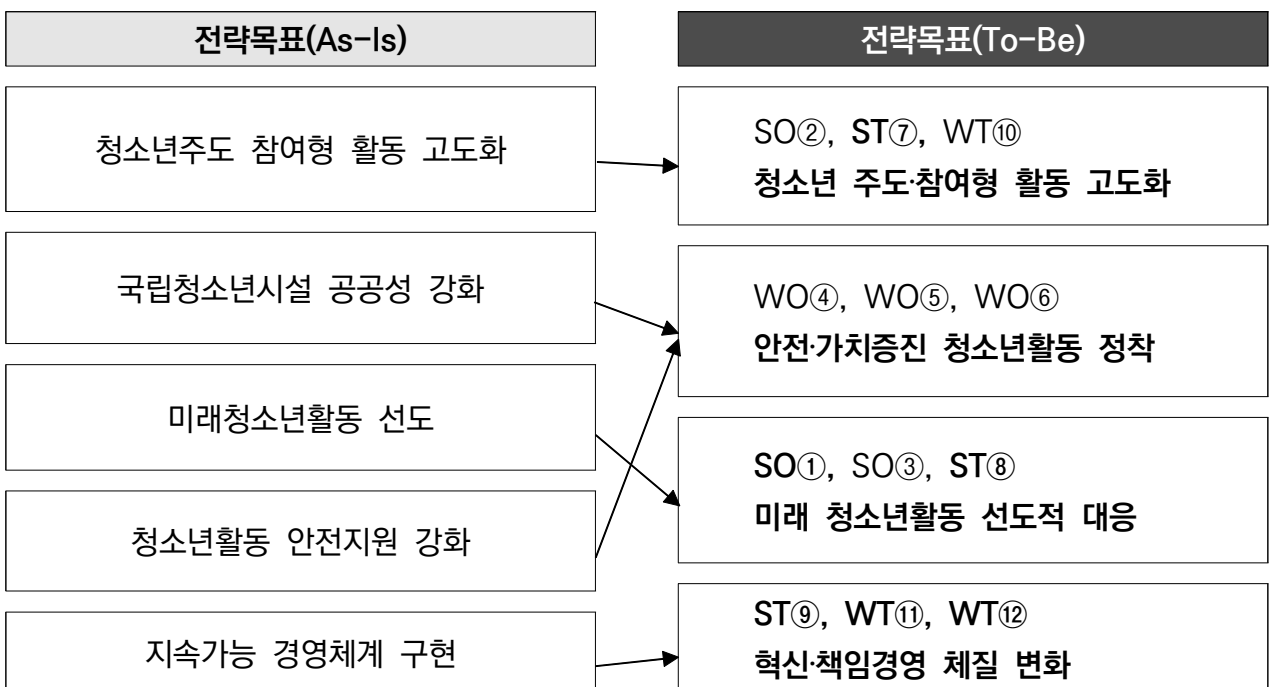 전략목표(As-Is)
청소년주도 참여형 활동 고도화
국립청소년시설 공공성 강화
미래청소년활동 선도
청소년활동 안전지원 강화
지속가능 경영체계 구현
전략목표(To-Be)
SO②, ST⑦, WT⑩
청소년 주도·참여형 활동 고도화
WO④, WO⑤, WO⑥
안전·가치증진 청소년활동 정착
SO①, SO③, ST⑧
미래 청소년활동 선도적 대응
ST⑨, WT⑪, WT⑫
혁신·책임경영 체질 변화